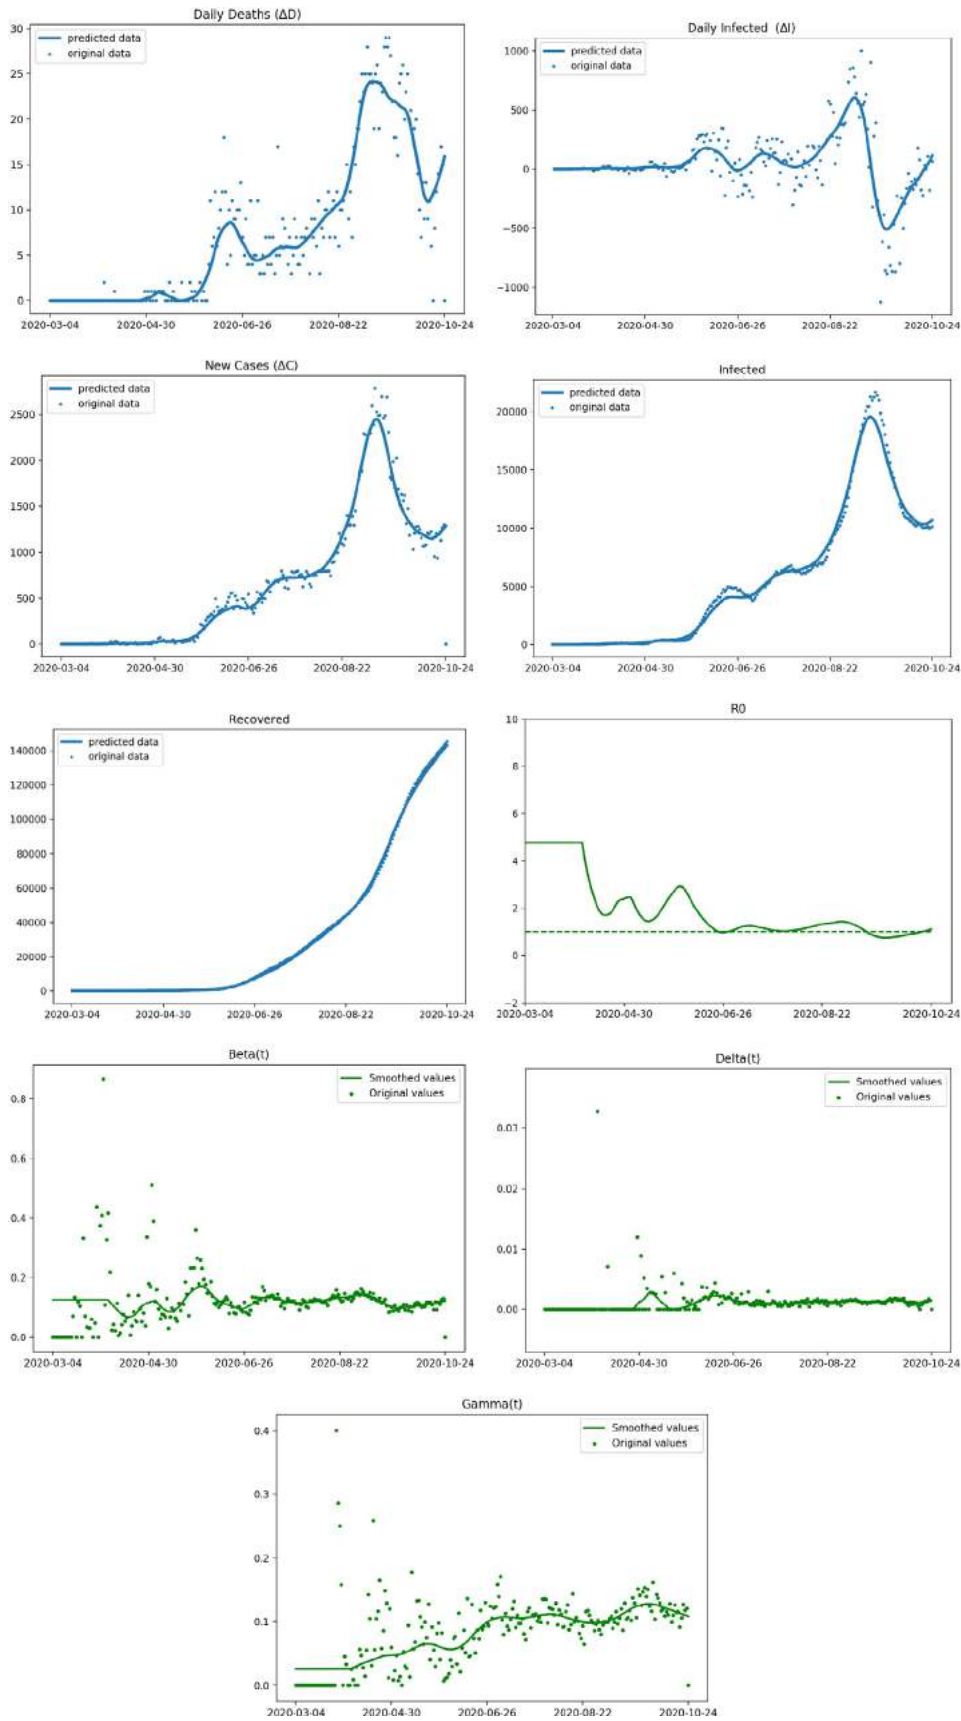 Daily Deaths (ΔD)
30
25
20
15
10
5
0
predicted data
original data
2020-03-04 2020-04-30 2020-06-26 2020-08-22 2020-10-24
Daily Infected (ΔI)
1000
500
0
−500
−1000
predicted data
original data
2020-03-04 2020-04-30 2020-06-26 2020-08-22 2020-10-24
New Cases (ΔC)
2500
2000
1500
1000
500
0
predicted data
original data
2020-03-04 2020-04-30 2020-06-26 2020-08-22 2020-10-24
Infected
20000
15000
10000
5000
0
predicted data
original data
2020-03-04 2020-04-30 2020-06-26 2020-08-22 2020-10-24
Recovered
140000
120000
100000
80000
60000
40000
20000
0
predicted data
original data
2020-03-04 2020-04-30 2020-06-26 2020-08-22 2020-10-24
R0
10
8
6
4
2
0
−2
2020-03-04 2020-04-30 2020-06-26 2020-08-22 2020-10-24
Beta(t)
0.8
0.6
0.4
0.2
0.0
Smoothed values
Original values
2020-03-04 2020-04-30 2020-06-26 2020-08-22 2020-10-24
Delta(t)
0.03
0.02
0.01
0.00
Smoothed values
Original values
2020-03-04 2020-04-30 2020-06-26 2020-08-22 2020-10-24
Gamma(t)
0.4
0.3
0.2
0.1
0.0
Smoothed values
Original values
2020-03-04 2020-04-30 2020-06-26 2020-08-22 2020-10-24